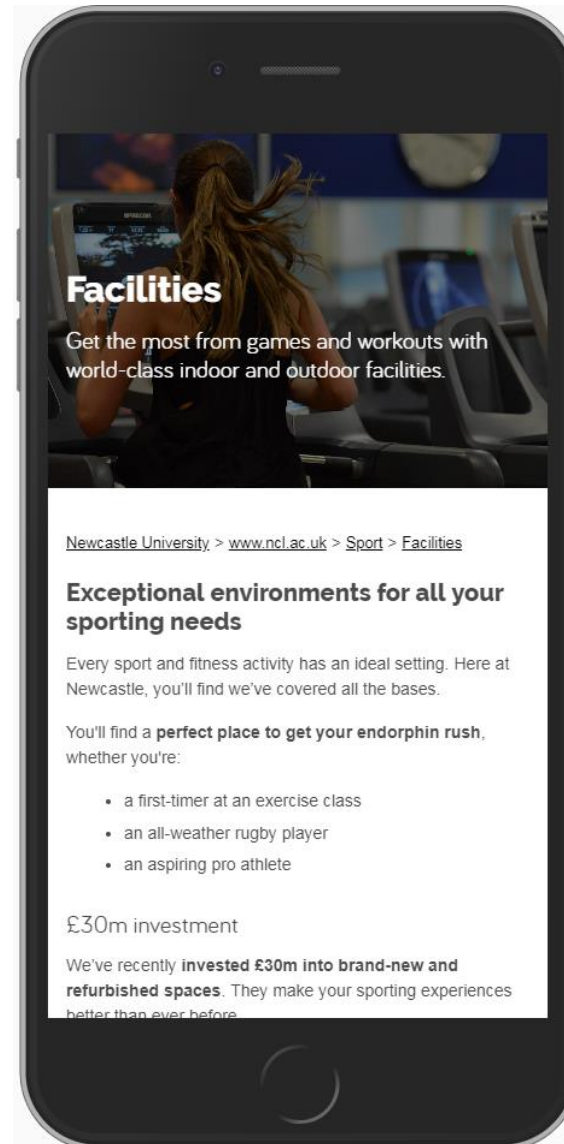 PRECOR
Facilities
Get the most from games and workouts with
world-class indoor and outdoor facilities.
Newcastle University > www.ncl.ac.uk > Sport > Facilities
Exceptional environments for all your
sporting needs
Every sport and fitness activity has an ideal setting. Here at
Newcastle, you’ll find we’ve covered all the bases.
You'll find a perfect place to get your endorphin rush,
whether you're:
• a first-timer at an exercise class
• an all-weather rugby player
• an aspiring pro athlete
£30m investment
We’ve recently invested £30m into brand-new and
refurbished spaces. They make your sporting experiences
better than ever before